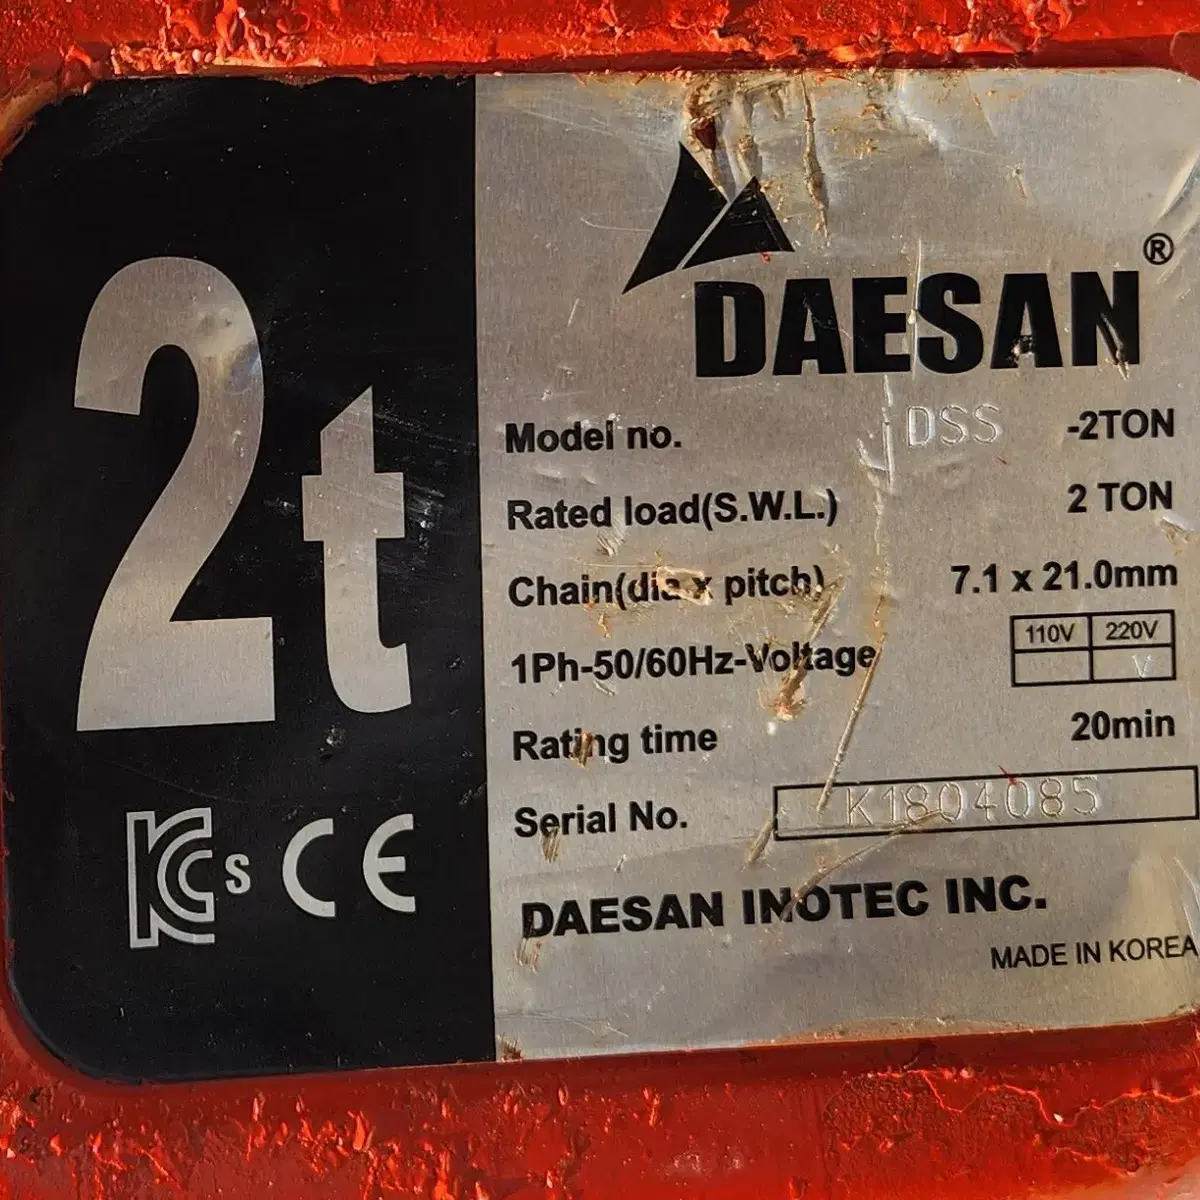 2t
KCs CE
DAESAN®
Model no. DSS -2TON
Rated load(S.W.L.) 2 TON
Chain(dia x pitch) 7.1 x 21.0mm
1Ph-50/60Hz-Voltage 110V 220V
V
Rating time 20min
Serial No. K1804085
DAESAN INOTEC INC.
MADE IN KOREA